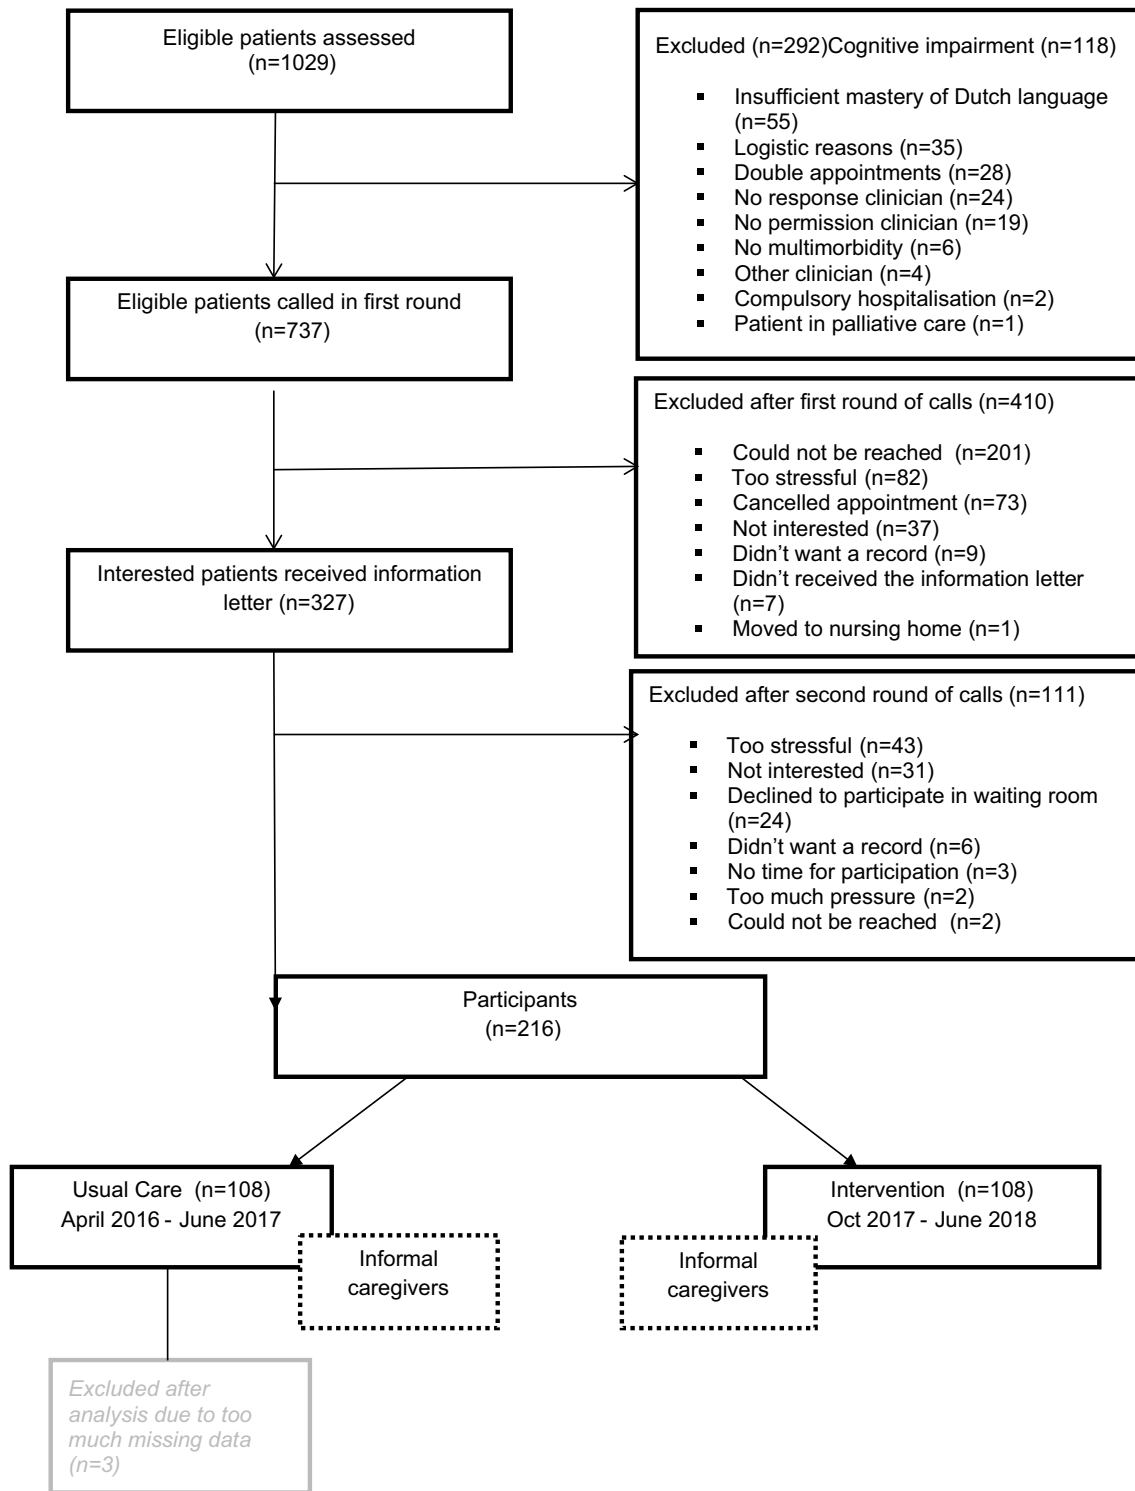 Eligible patients assessed
(n=1029)
Excluded (n=292)Cognitive impairment (n=118)
▪ Insufficient mastery of Dutch language
(n=55)
▪ Logistic reasons (n=35)
▪ Double appointments (n=28)
▪ No response clinician (n=24)
▪ No permission clinician (n=19)
▪ No multimorbidity (n=6)
▪ Other clinician (n=4)
▪ Compulsory hospitalisation (n=2)
▪ Patient in palliative care (n=1)
Eligible patients called in first round
(n=737)
Excluded after first round of calls (n=410)
▪ Could not be reached (n=201)
▪ Too stressful (n=82)
▪ Cancelled appointment (n=73)
▪ Not interested (n=37)
▪ Didn’t want a record (n=9)
▪ Didn’t received the information letter
(n=7)
▪ Moved to nursing home (n=1)
Interested patients received information
letter (n=327)
Excluded after second round of calls (n=111)
▪ Too stressful (n=43)
▪ Not interested (n=31)
▪ Declined to participate in waiting room
(n=24)
▪ Didn’t want a record (n=6)
▪ No time for participation (n=3)
▪ Too much pressure (n=2)
▪ Could not be reached (n=2)
Participants
(n=216)
Usual Care (n=108)
April 2016 - June 2017
Informal
caregivers
Intervention (n=108)
Oct 2017 - June 2018
Informal
caregivers
Excluded after
analysis due to too
much missing data
(n=3)